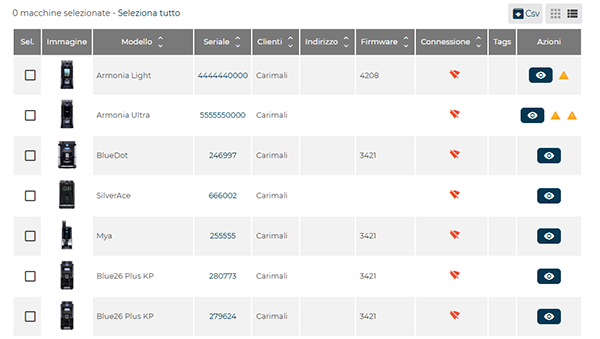 0 macchine selezionate - Seleziona tutto
Csv
Sel. Immagine Modello Seriale Clienti Indirizzo Firmware Connessione Tags Azioni
Armonia Light 4444440000 Carimali 4208
Armonia Ultra 5555550000 Carimali
BlueDot 246997 Carimali 3421
SilverAce 666002 Carimali
Mya 255555 Carimali 3421
Blue26 Plus KP 280773 Carimali 3421
Blue26 Plus KP 279624 Carimali 3421